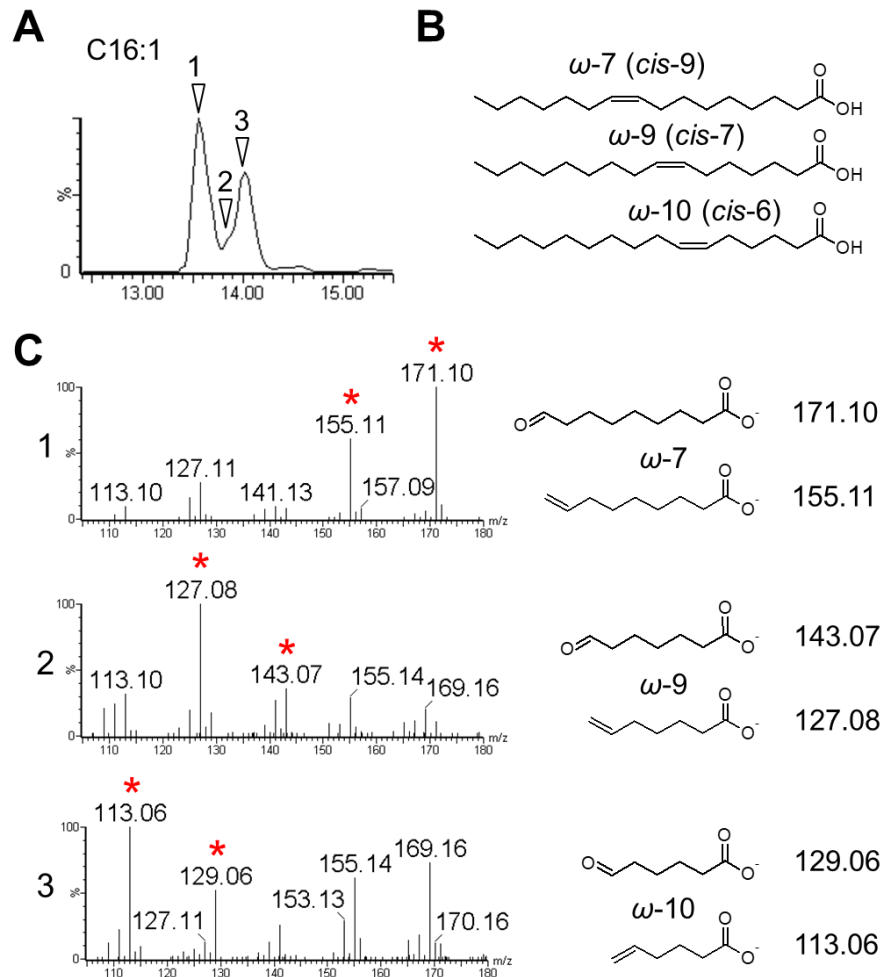 A
C16:1
1
2
3
%
0
13.00 14.00 15.00
B
ω-7 (cis-9)
O
OH
ω-9 (cis-7)
O
OH
ω-10 (cis-6)
O
OH
C
1
100
%
0
113.10
127.11
141.13
*
155.11
157.09
*
171.10
110 120 130 140 150 160 170 180 m/z
O
O
O-
171.10
ω-7
O
O-
155.11
2
100
%
0
113.10
*
127.08
*
143.07
155.14
169.16
110 120 130 140 150 160 170 180 m/z
O
O
O-
143.07
ω-9
O
O-
127.08
3
100
%
0
*
113.06
127.11
*
129.06
153.13
155.14
169.16
170.16
110 120 130 140 150 160 170 180 m/z
O
O
O-
129.06
ω-10
O
O-
113.06